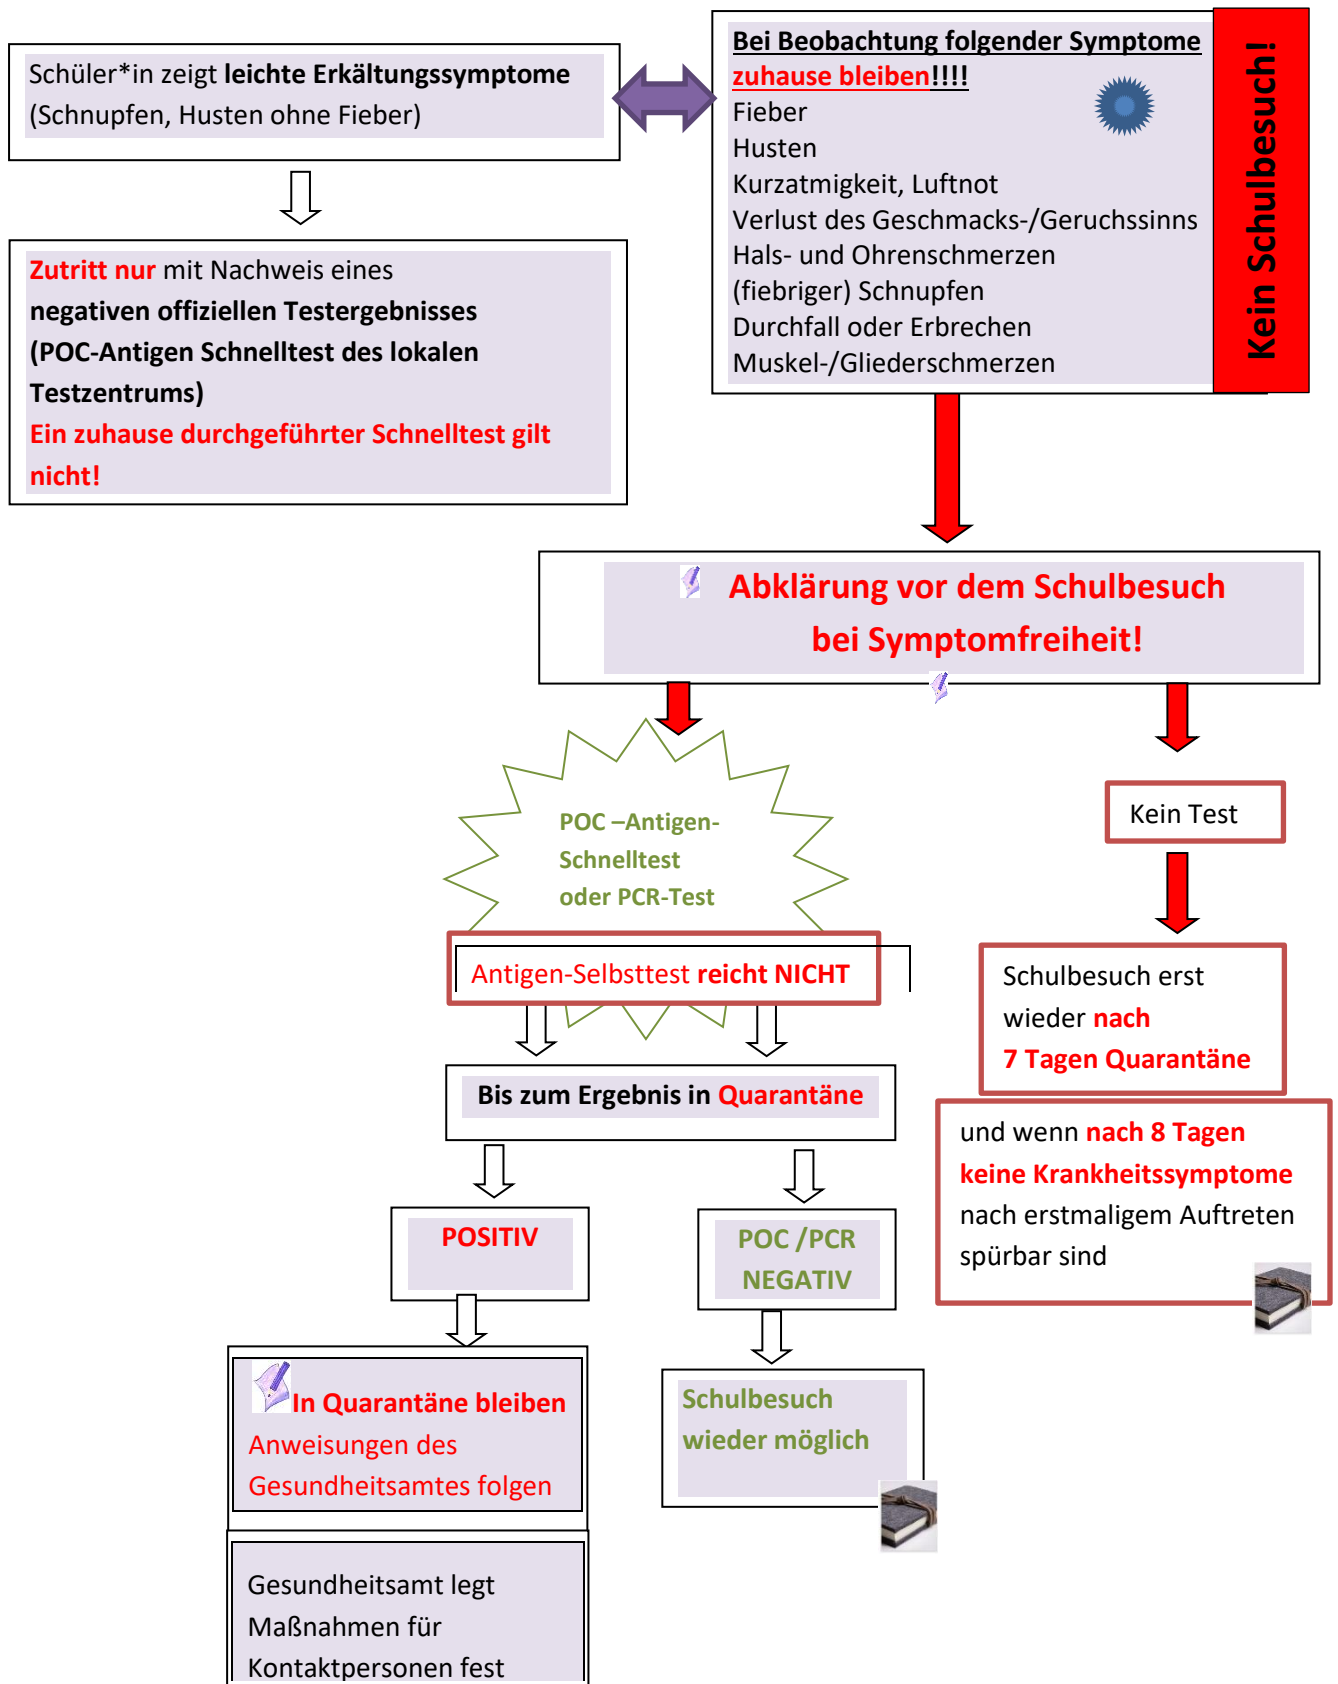 Schüler*in zeigt leichte Erkältungssymptome
(Schnupfen, Husten ohne Fieber)
Bei Beobachtung folgender Symptome
zuhause bleiben!!!!
Fieber
Husten
Kurzatmigkeit, Luftnot
Verlust des Geschmacks-/Geruchssinns
Hals- und Ohrenschmerzen
(fiebriger) Schnupfen
Durchfall oder Erbrechen
Muskel-/Gliederschmerzen
Kein Schulbesuch!
Zutritt nur mit Nachweis eines
negativen offiziellen Testergebnisses
(POC-Antigen Schnelltest des lokalen
Testzentrums)
Ein zuhause durchgeführter Schnelltest gilt
nicht!
Abklärung vor dem Schulbesuch
bei Symptomfreiheit!
POC –Antigen-
Schnelltest
oder PCR-Test
Antigen-Selbsttest reicht NICHT
Kein Test
Schulbesuch erst
wieder nach
7 Tagen Quarantäne
und wenn nach 8 Tagen
keine Krankheitssymptome
nach erstmaligem Auftreten
spürbar sind
Bis zum Ergebnis in Quarantäne
POSITIV
POC /PCR
NEGATIV
In Quarantäne bleiben
Anweisungen des
Gesundheitsamtes folgen
Schulbesuch
wieder möglich
Gesundheitsamt legt
Maßnahmen für
Kontaktpersonen fest